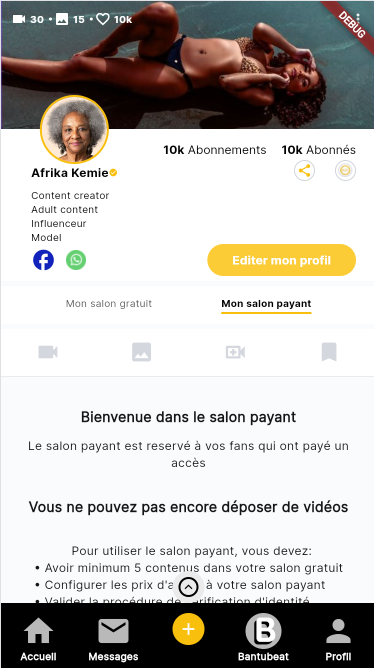 30 • 15 • 10k
DEBUG
10k Abonnements 10k Abonnés
Afrika Kemie
Content creator
Adult content
Influenceur
Model
Editer mon profil
Mon salon gratuit Mon salon payant
Bienvenue dans le salon payant
Le salon payant est reservé à vos fans qui ont payé un
accès
Vous ne pouvez pas encore déposer de vidéos
Pour utiliser le salon payant, vous devez:
• Avoir minimum 5 contenus dans votre salon gratuit
• Configurer les prix d'a à votre salon payant
• Valider la procédure de rification d'identité
Accueil Messages Bantubeat Profil